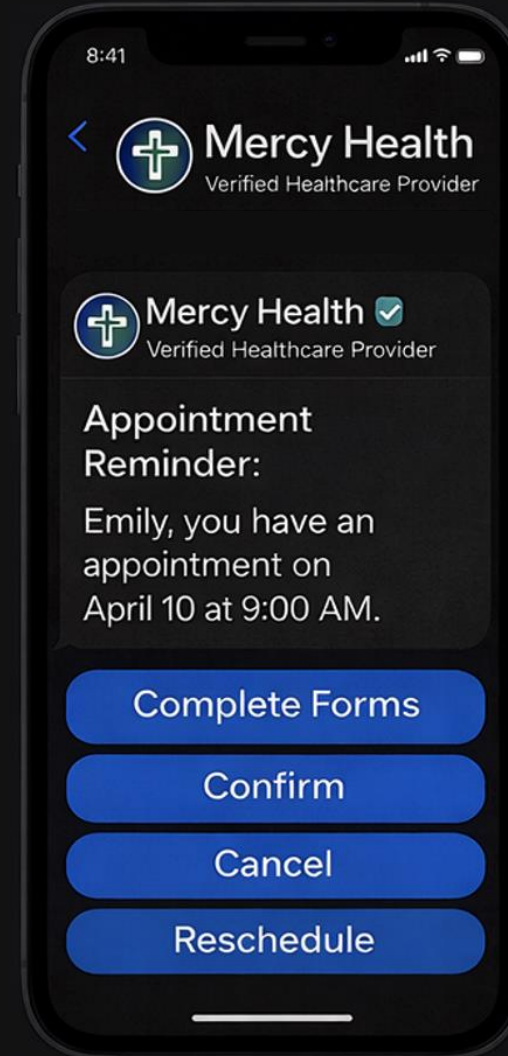 8:41
Mercy Health
Verified Healthcare Provider
Mercy Health
Verified Healthcare Provider
Appointment
Reminder:
Emily, you have an
appointment on
April 10 at 9:00 AM.
Complete Forms
Confirm
Cancel
Reschedule